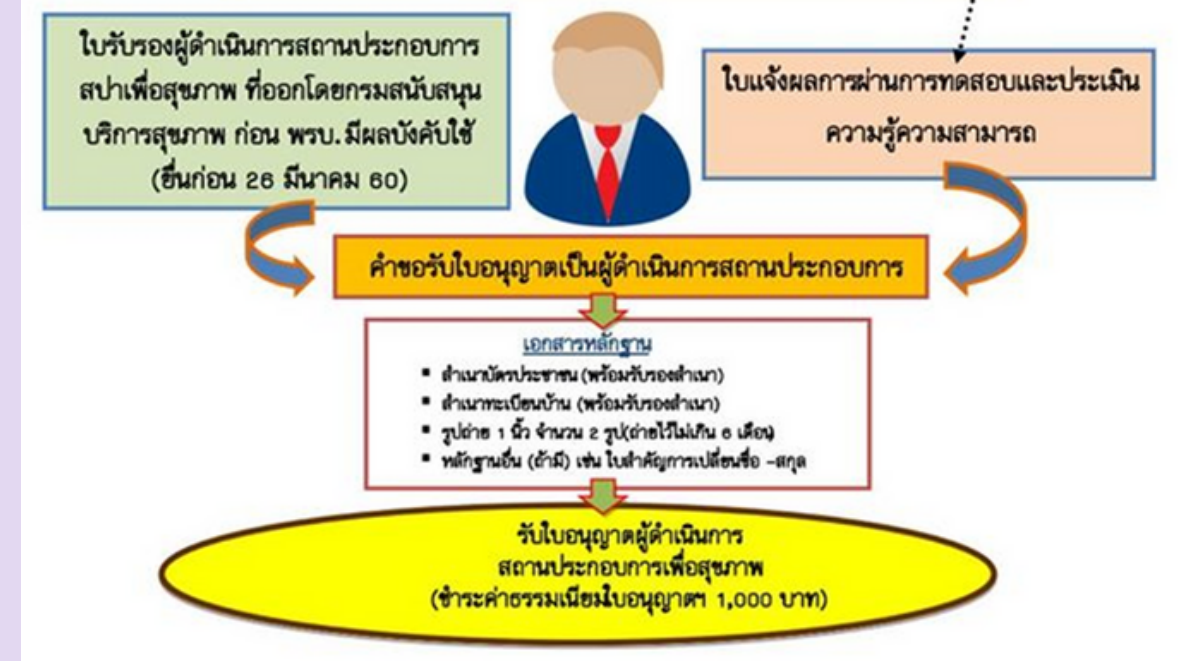 ใบรับรองผู้ดำเนินการสถานประกอบการ
สปาเพื่อสุขภาพ ที่ออกโดยกรมสนับสนุน
บริการสุขภาพ ก่อน พรบ. มีผลบังคับใช้
(ยื่นก่อน 26 มีนาคม 60)
ใบแจ้งผลการผ่านการทดสอบและประเมิน
ความรู้ความสามารถ
คำขอรับใบอนุญาตเป็นผู้ดำเนินการสถานประกอบการ
เอกสารหลักฐาน
▪ สำเนาบัตรประชาชน (พร้อมรับรองสำเนา)
▪ สำเนาทะเบียนบ้าน (พร้อมรับรองสำเนา)
▪ รูปถ่าย 1 นิ้ว จำนวน 2 รูป(ถ่ายไว้ไม่เกิน 6 เดือน)
▪ หลักฐานอื่น (ถ้ามี) เช่น ใบสำคัญการเปลี่ยนชื่อ -สกุล
รับใบอนุญาตผู้ดำเนินการ
สถานประกอบการเพื่อสุขภาพ
(ชำระค่าธรรมเนียมใบอนุญาตฯ 1,000 บาท)